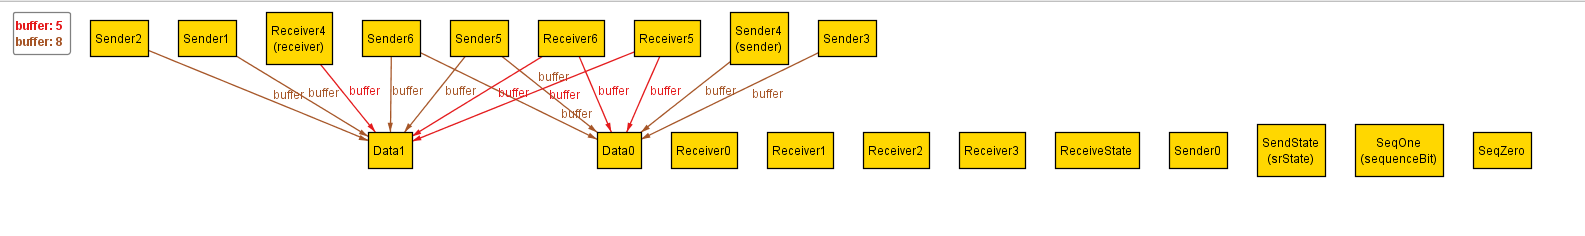 buffer: 5
buffer: 8
Sender2
Sender1
Receiver4
(receiver)
Sender6
Sender5
Receiver6
Receiver5
Sender4
(sender)
Sender3
buffer
buffer
buffer
buffer
buffer
buffer
buffer
buffer
buffer
buffer
buffer
buffer
buffer
Data1
Data0
Receiver0
Receiver1
Receiver2
Receiver3
ReceiveState
Sender0
SendState
(srState)
SeqOne
(sequenceBit)
SeqZero